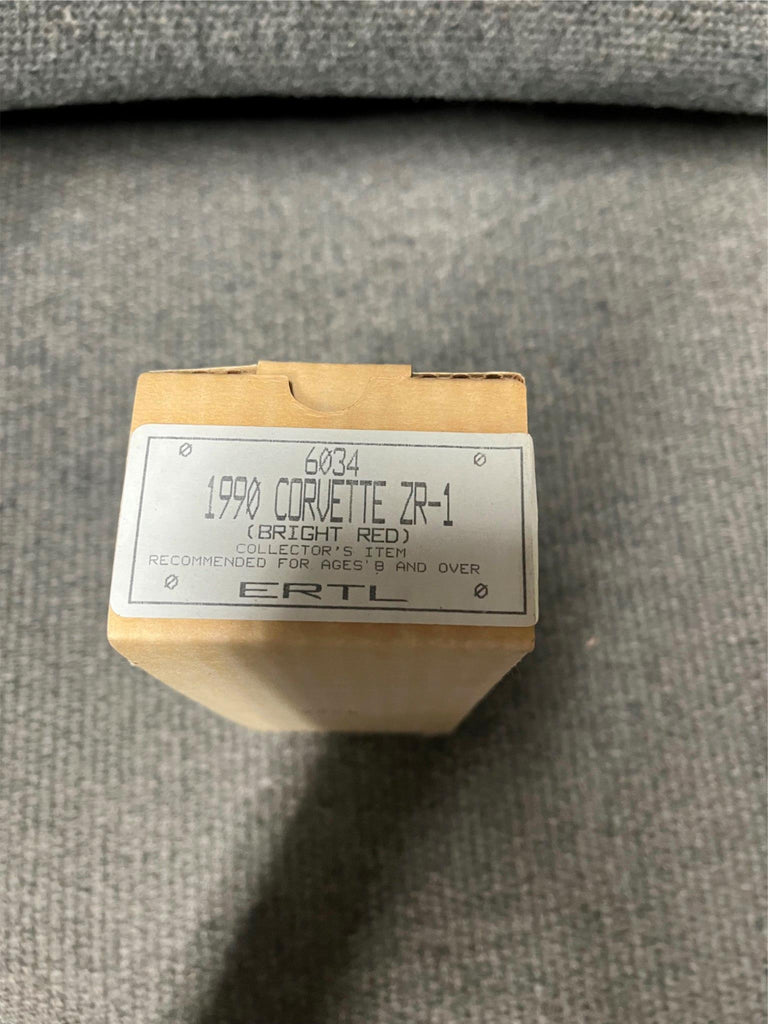 6034
1990 CORVETTE ZR-1
(BRIGHT RED)
COLLECTOR'S ITEM
RECOMMENDED FOR AGES 8 AND OVER
ERTL